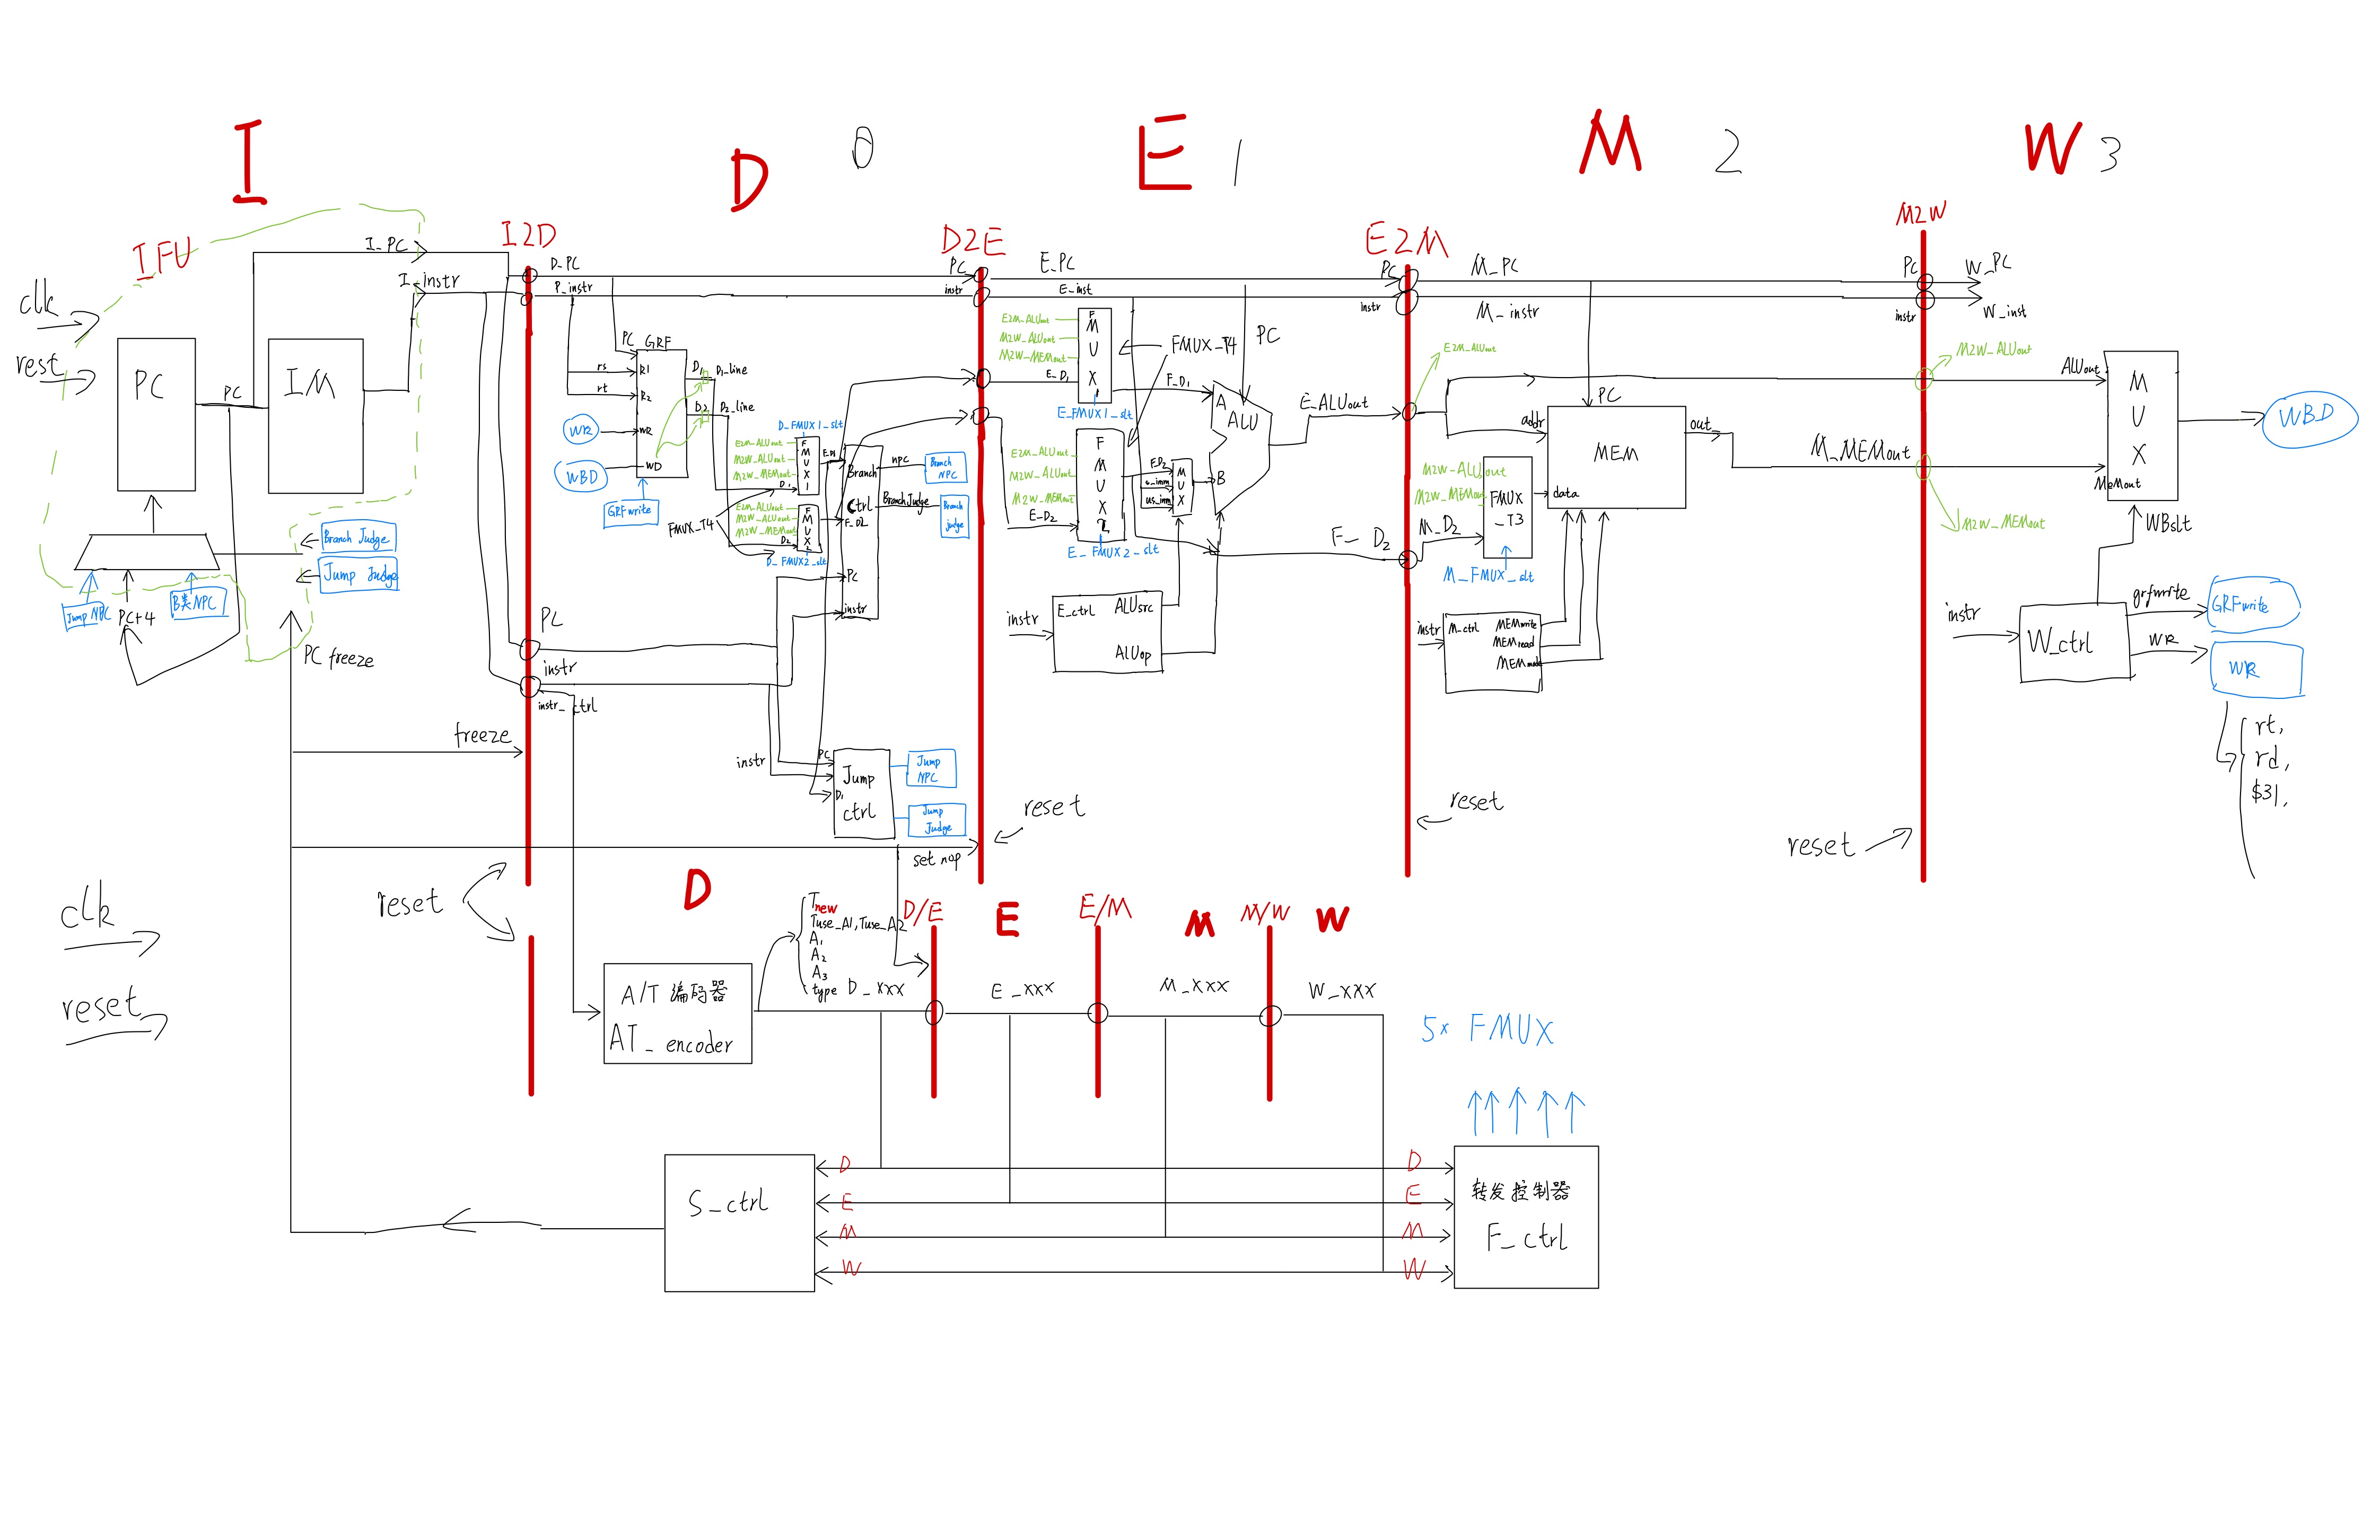 I
D
0
E
1
M
2
W
3
IFU
I_PC
I_instr
clk
rest
PC
PC
IM
Branch Judge
Jump Judge
Jump NPC
PC+4
B类NPC
PC freeze
I2D
D_PC
P_instr
PC
GRF
rs
R1
rt
R2
WR
WR
WBD
WD
GRFwrite
D1
D1_line
D2
D2_line
D_FMUX1_slt
E2M_ALUout
M2W_ALUout
M2W_MEMout
FMUX1
D1
E2M_ALUout
M2W_ALUout
M2W_MEMout
D2
D_FMUX2_slt
FMUX_T4
Branch
Ctrl
F_D2
PC
instr
npc
Branch NPC
BranchJudge
Branch judge
PC
instr
instr_ctrl
freeze
instr
PC
D1
Jump
ctrl
Jump NPC
Jump Judge
set nop
reset
D2E
PC
instr
E_PC
E_inst
E2M_ALUout
M2W_ALUout
M2W_MEMout
E_D1
FMUX1
E_FMUX1_slt
FMUX_T4
F_D1
PC
A
ALU
B
E2M_ALUout
M2W_ALUout
M2W_MEMout
E_D2
FMUX2
E_FMUX2_slt
F_D2
s_imm
us_imm
MUX
E_ALUout
F_D2
instr
E_ctrl
ALUsrc
ALUop
reset
E2M
PC
instr
M_PC
M_instr
E2M_ALUout
PC
addr
MEM
out
data
M2W_ALUout
M2W_MEMout
FMUX
_T3
M_D2
M_FMUX_slt
M_MEMout
instr
M_ctrl
MEMwrite
MEMread
reset
M2W
PC
instr
W_PC
W_inst
M2W_ALUout
M2W_MEMout
ALUout
MUX
MeMout
WBD
WBslt
instr
W_ctrl
grfwrite
GRFwrite
WR
WR
rt,
rd,
$31,
reset
clk
reset
reset
D
Tnew
Tuse_A1,Tuse_A2
A1
A2
A3
type D_xxx
A/T 编码器
AT_encoder
D/E
E
E_xxx
E/M
M
M_xxx
M/W
W
W_xxx
5x FMUX
S_ctrl
D
E
M
W
D
E
M
W
转发控制器
F_ctrl